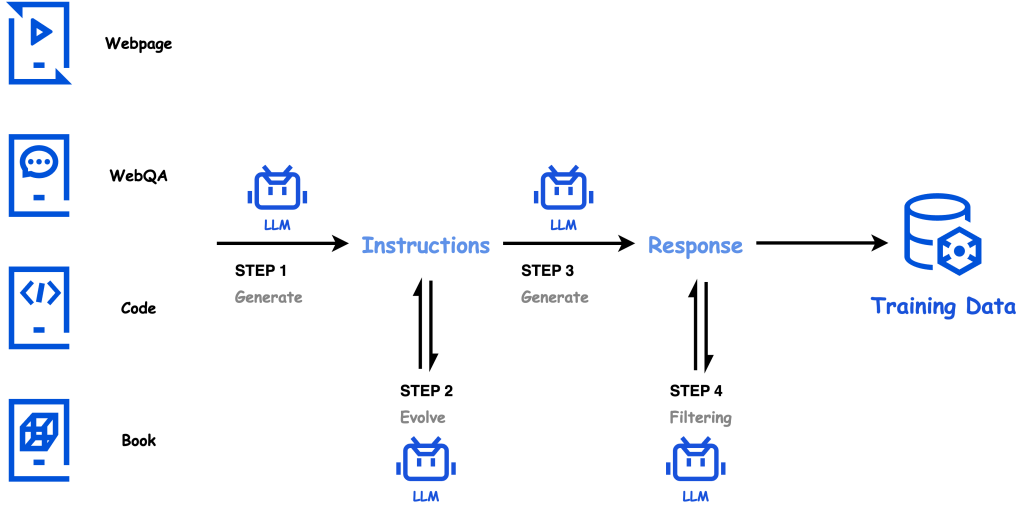 Webpage
WebQA
Code
Book
LLM
STEP 1
Generate
Instructions
STEP 2
Evolve
LLM
LLM
STEP 3
Generate
Response
STEP 4
Filtering
LLM
Training Data